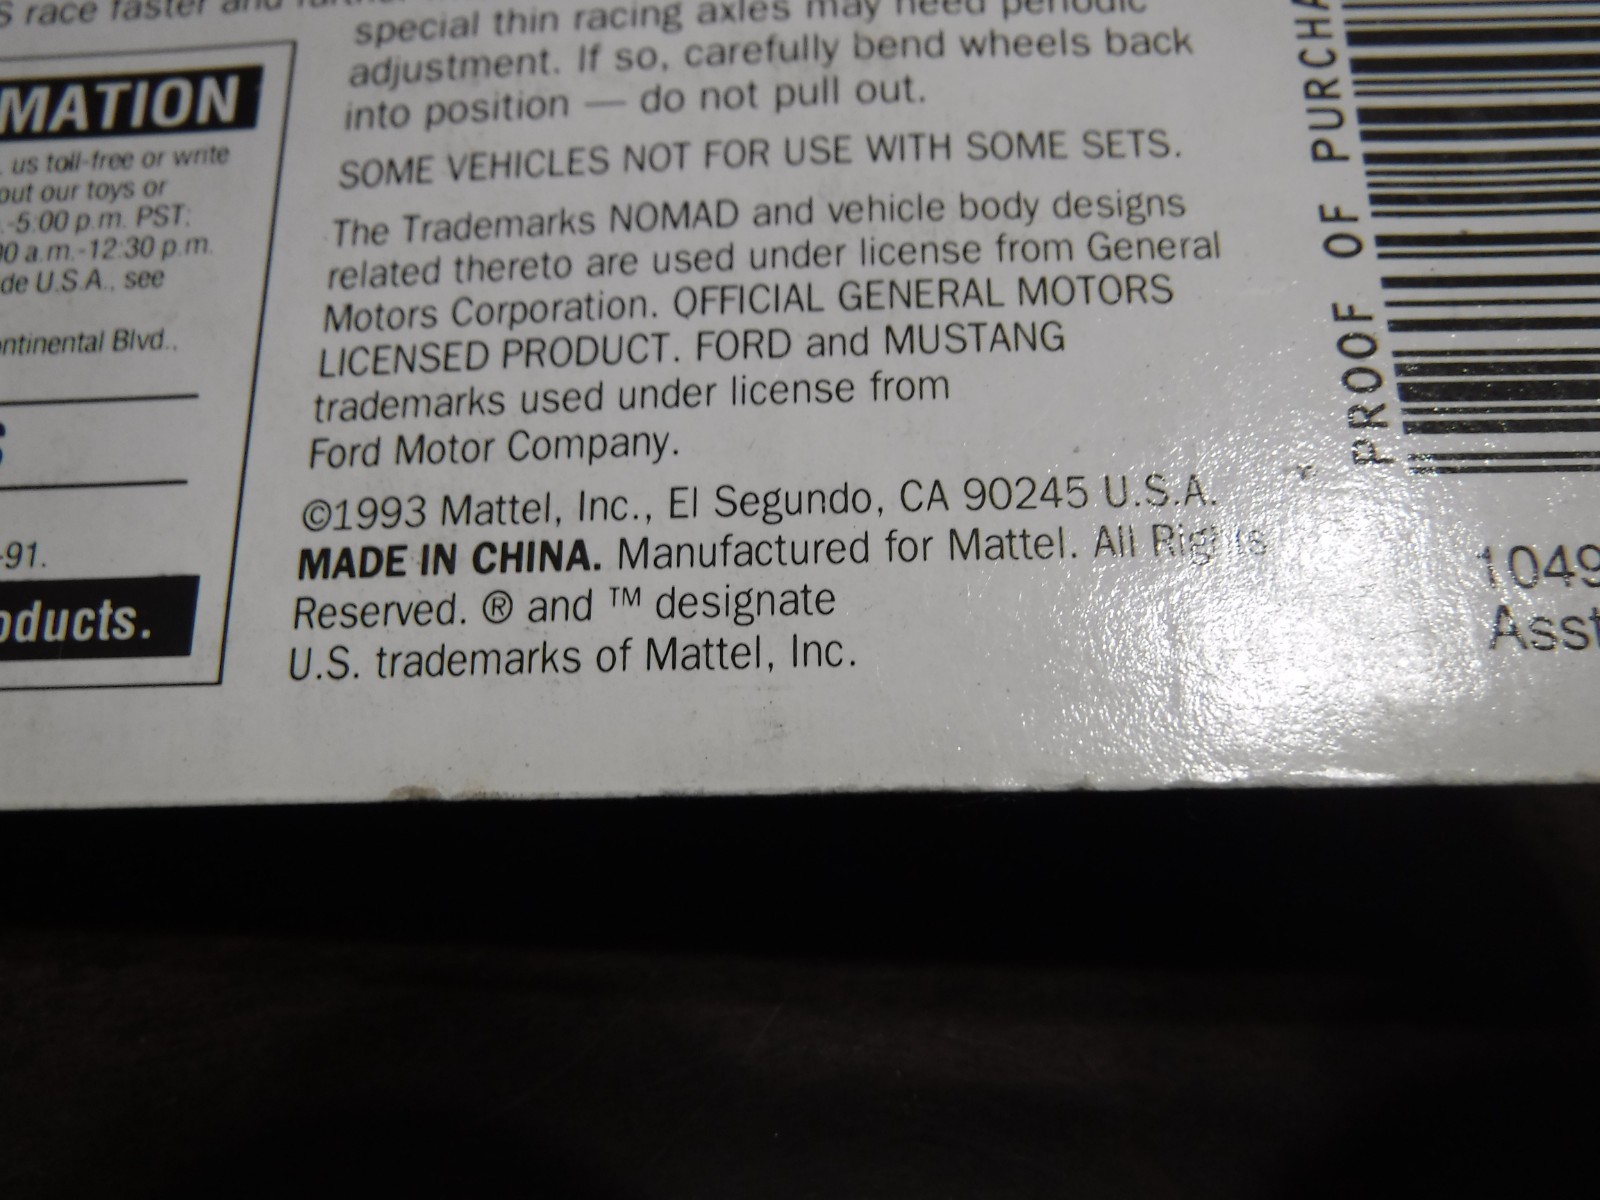 S race faster and
MATION
us toll-free or write
out our toys or
-5:00 p.m. PST:
00 a.m.-12:30 p.m.
de U.S.A., see
ontinental Blvd.,
S
-91.
oducts.
special thin racing axles may need periodic
adjustment. If so, carefully bend wheels back
into position — do not pull out.
SOME VEHICLES NOT FOR USE WITH SOME SETS.
The Trademarks NOMAD and vehicle body designs
related thereto are used under license from General
Motors Corporation. OFFICIAL GENERAL MOTORS
LICENSED PRODUCT. FORD and MUSTANG
trademarks used under license from
Ford Motor Company.
©1993 Mattel, Inc., El Segundo, CA 90245 U.S.A.
MADE IN CHINA. Manufactured for Mattel. All Rights
Reserved. ® and ™ designate
U.S. trademarks of Mattel, Inc.
PROOF OF PURCHA
1049
Asst